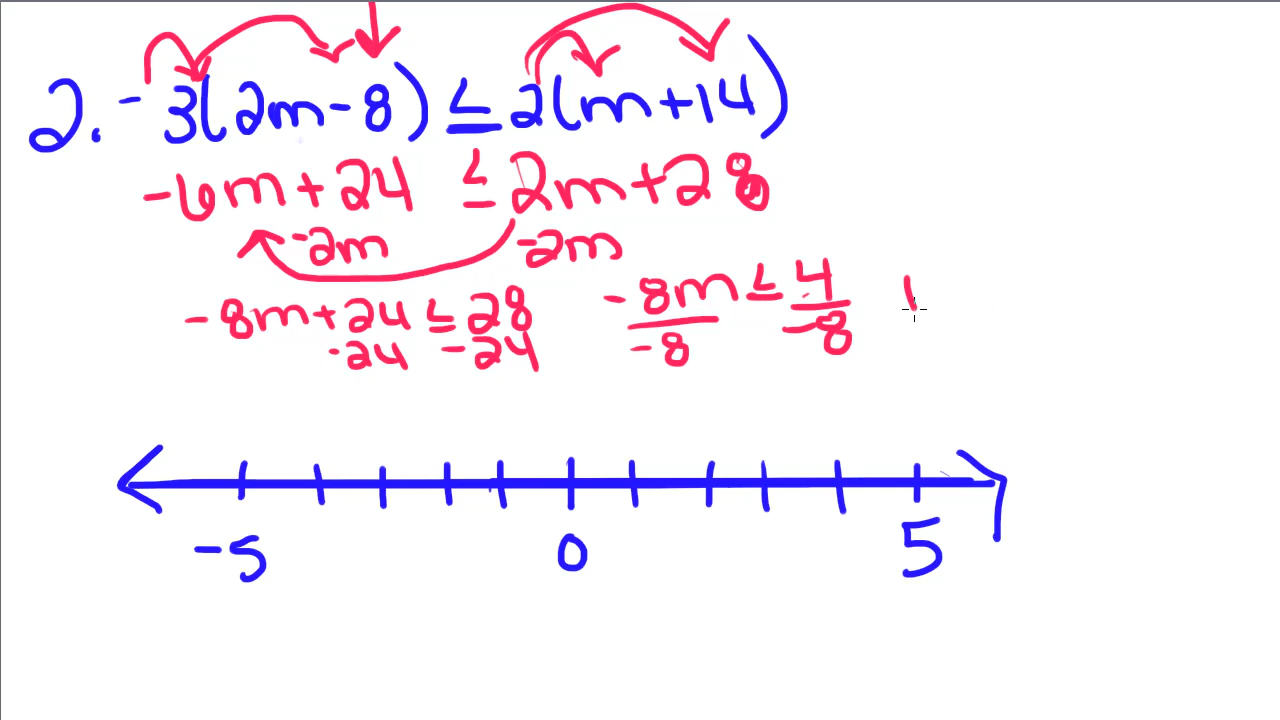 2. -3(2m-8) ≤ 2(m+14)
-6m+24 ≤ 2m+28
-2m -2m
-8m+24 ≤ 28
-24 -24
-8m ≤ 4
-8 -8
-5 0 5